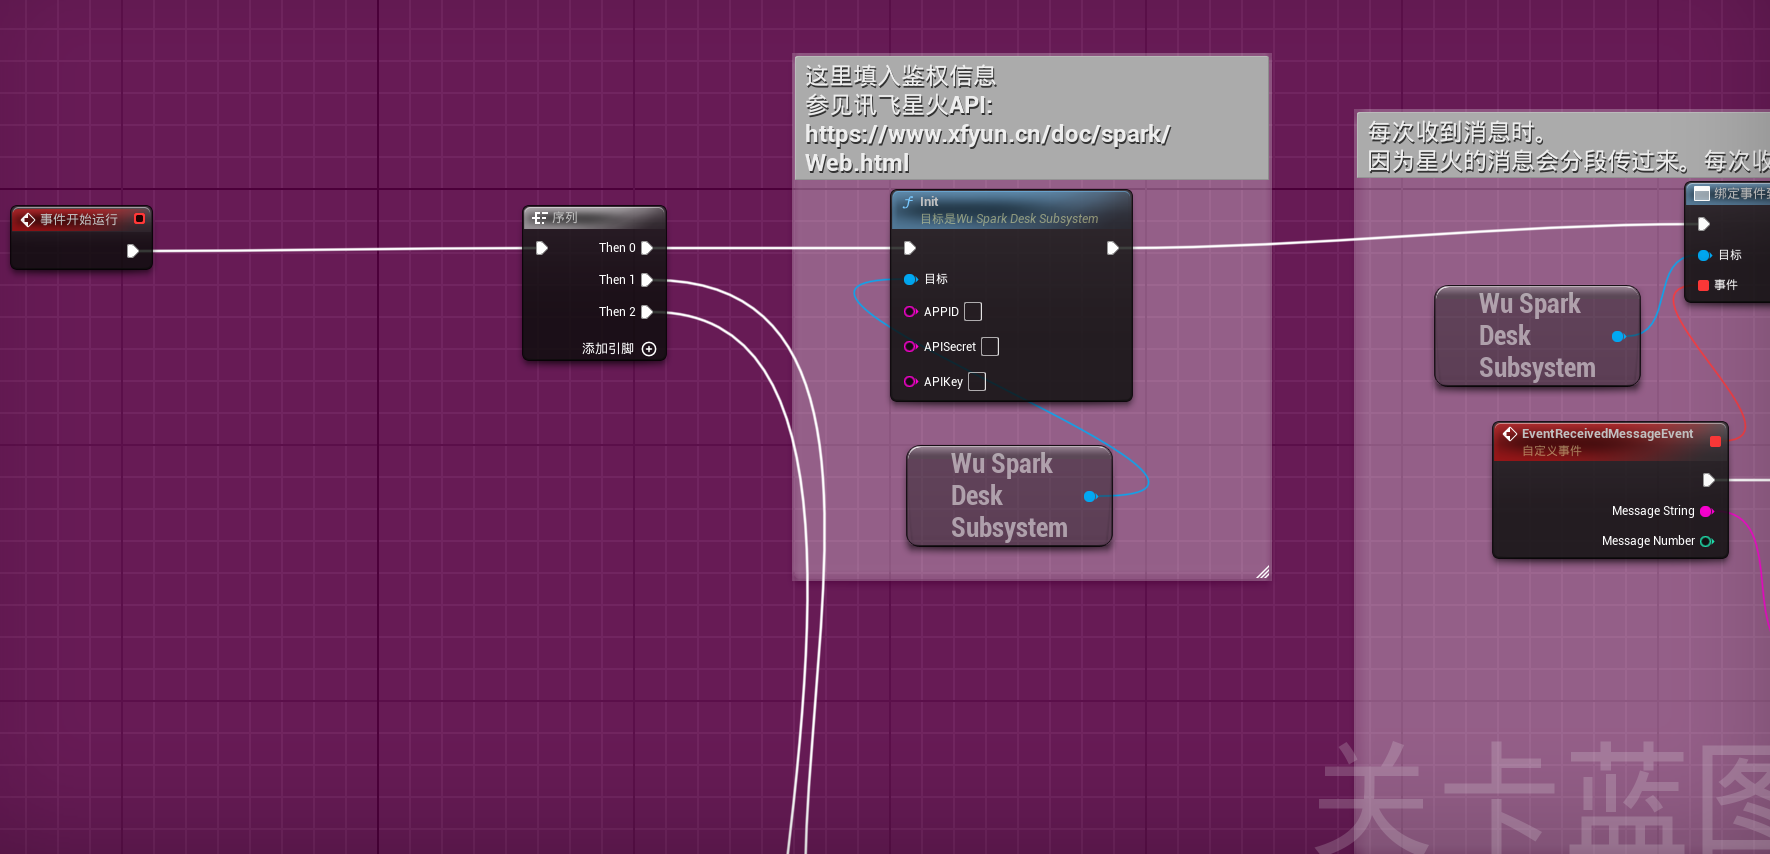 这里填入鉴权信息
参见讯飞星火API:
https://www.xfyun.cn/doc/spark/
Web.html
每次收到消息时。
因为星火的消息会分段传过来。每次收
事件开始运行
序列
Then 0
Then 1
Then 2
添加引脚
Init
目标是Wu Spark Desk Subsystem
目标
APPID
APISecret
APIKey
Wu Spark
Desk
Subsystem
绑定事件到
目标
事件
Wu Spark
Desk
Subsystem
EventReceivedMessageEvent
自定义事件
Message String
Message Number
关卡蓝图